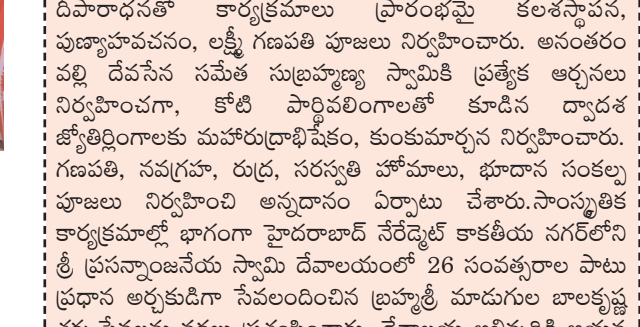 దీపారాధనతో కార్యక్రమాలు ప్రారంభమై కలశస్థాపన,
పుణ్యాహవచనం, లక్ష్మీ గణపతి పూజలు నిర్వహించారు. అనంతరం
వల్లి దేవసేన సమేత సుబ్రహ్మణ్య స్వామికి ప్రత్యేక ఆర్చనలు
నిర్వహించగా, కోటి పార్థివలింగాలతో కూడిన ద్వాదశ
జ్యోతిర్లింగాలకు మహారుద్రాభిషేకం, కుంకుమార్చన నిర్వహించారు.
గణపతి, నవగ్రహ, రుద్ర, సరస్వతి హోమాలు, భూదాన సంకల్ప
పూజలు నిర్వహించి అన్నదానం ఏర్పాటు చేశారు.సాంస్కృతిక
కార్యక్రమాల్లో భాగంగా హైదరాబాద్ నేరేడ్మెట్ కాకతీయ నగర్‌లోని
శ్రీ ప్రసన్నాంజనేయ స్వామి దేవాలయంలో 26 సంవత్సరాల పాటు
ప్రధాన అర్చకుడిగా సేవలందించిన బ్రహ్మశ్రీ మాడుగుల బాలకృష్ణ